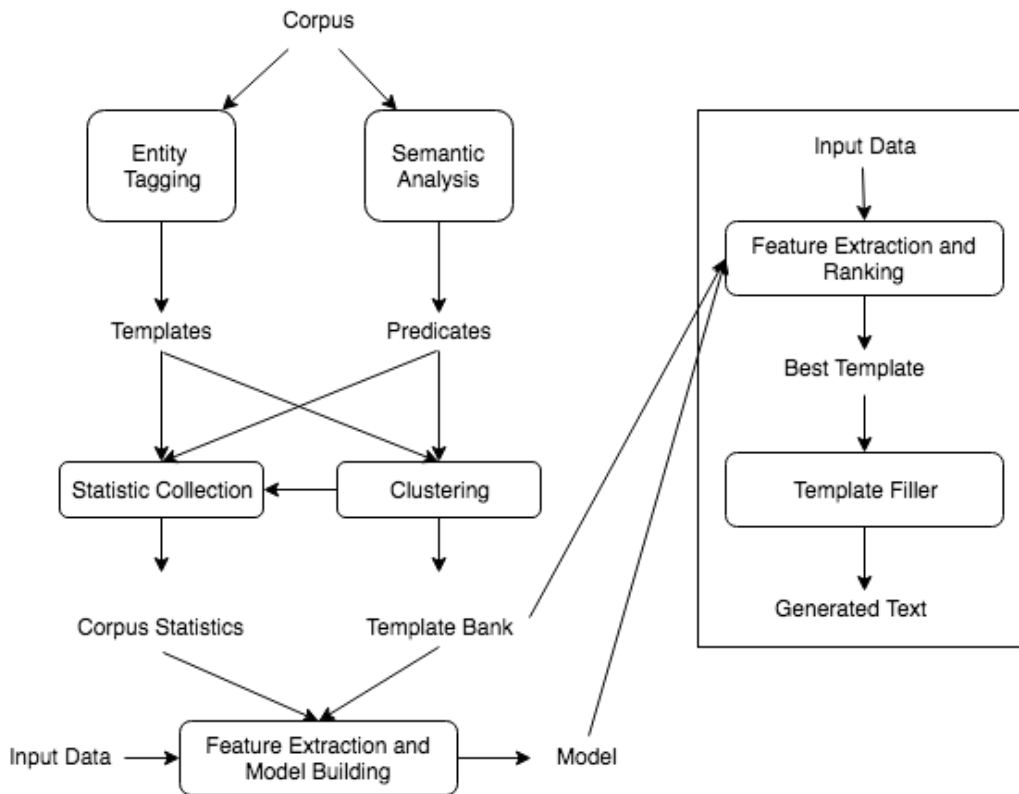 Corpus
Entity
Tagging
Semantic
Analysis
Templates
Predicates
Statistic Collection
Clustering
Corpus Statistics
Template Bank
Input Data
Feature Extraction and
Model Building
Model
Input Data
Feature Extraction and
Ranking
Best Template
Template Filler
Generated Text